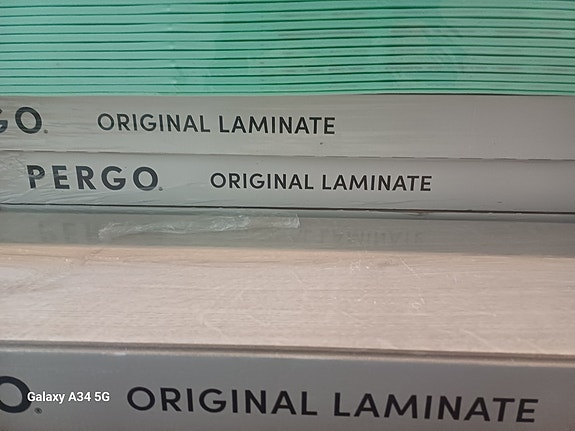 GO. ORIGINAL LAMINATE
PERGO. ORIGINAL LAMINATE
O. Galaxy A34 5G ORIGINAL LAMINATE